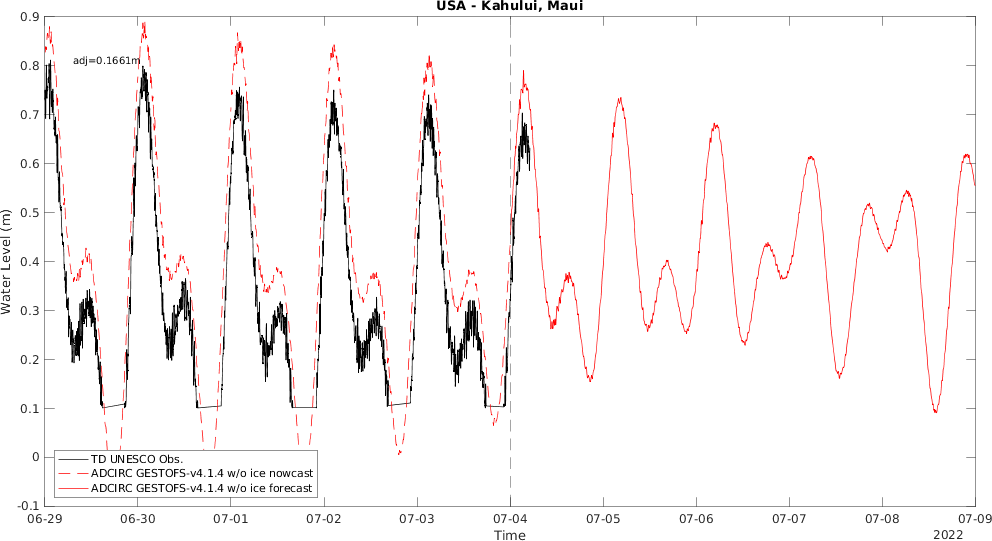 USA - Kahului, Maui
0.9
0.8
0.7
0.6
0.5
0.4
0.3
0.2
0.1
0
-0.1
Water Level (m)
adj=0.1661m
TD UNESCO Obs.
ADCIRC GESTOFS-v4.1.4 w/o ice nowcast
ADCIRC GESTOFS-v4.1.4 w/o ice forecast
06-29 06-30 07-01 07-02 07-03 07-04 07-05 07-06 07-07 07-08 07-09
Time
2022